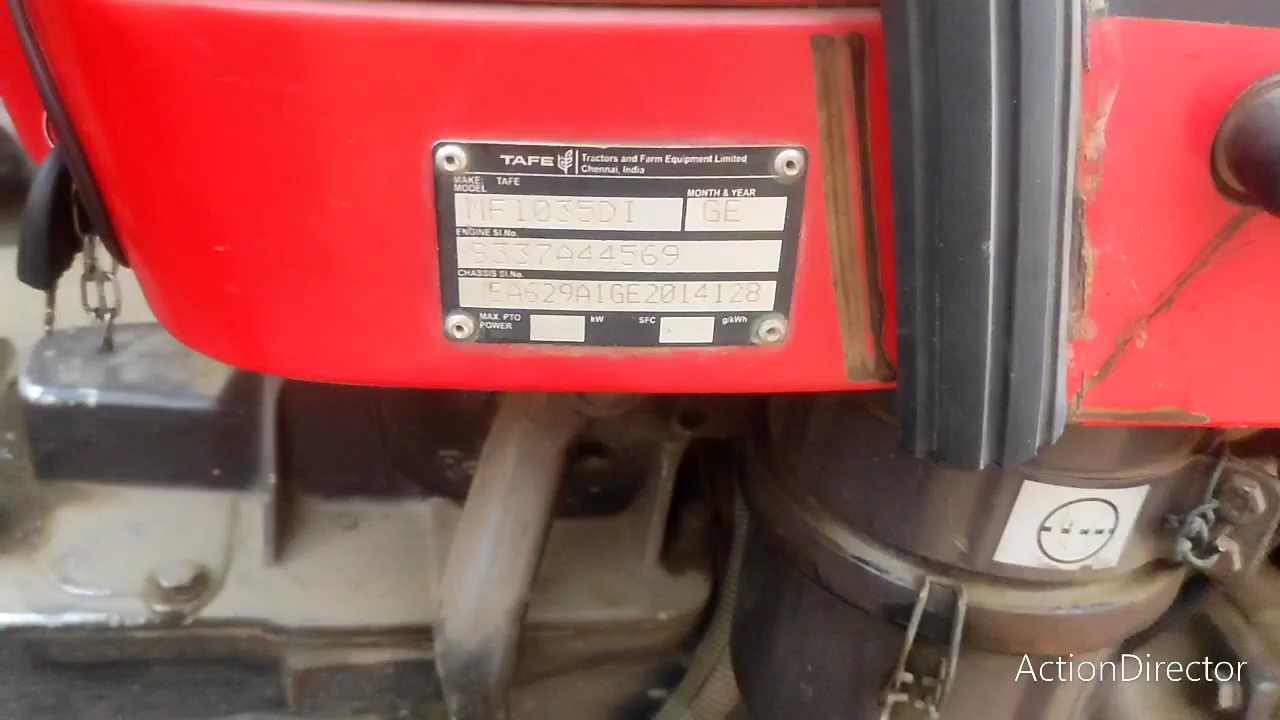 TAFE Tractors and Farm Equipment Limited
Chennai, India
MAKE TAFE
MODEL
MONTH & YEAR
MF1035DI GE
ENGINE Sl.No.
S337A44569
CHASSIS Sl.No.
MEA629A1GE2014128
MAX. PTO kW SFC g/kWh
POWER
ActionDirector